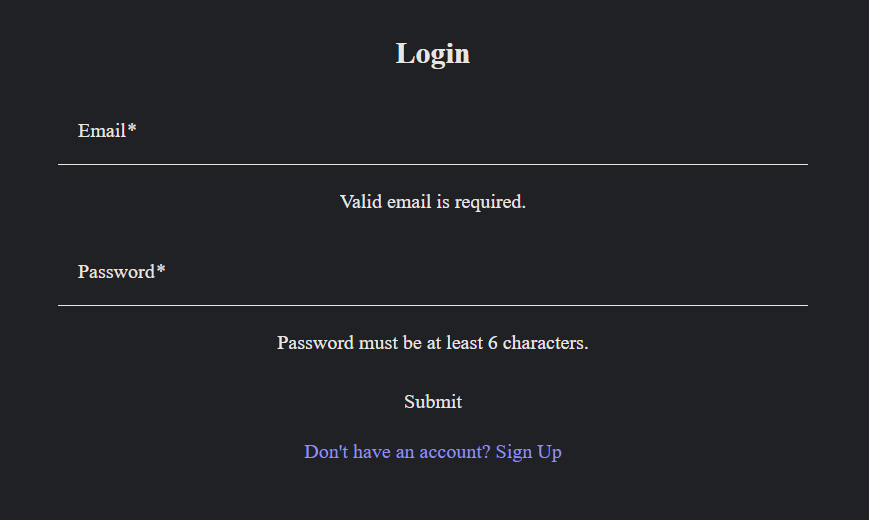 Login
Email*
Valid email is required.
Password*
Password must be at least 6 characters.
Submit
Don't have an account? Sign Up